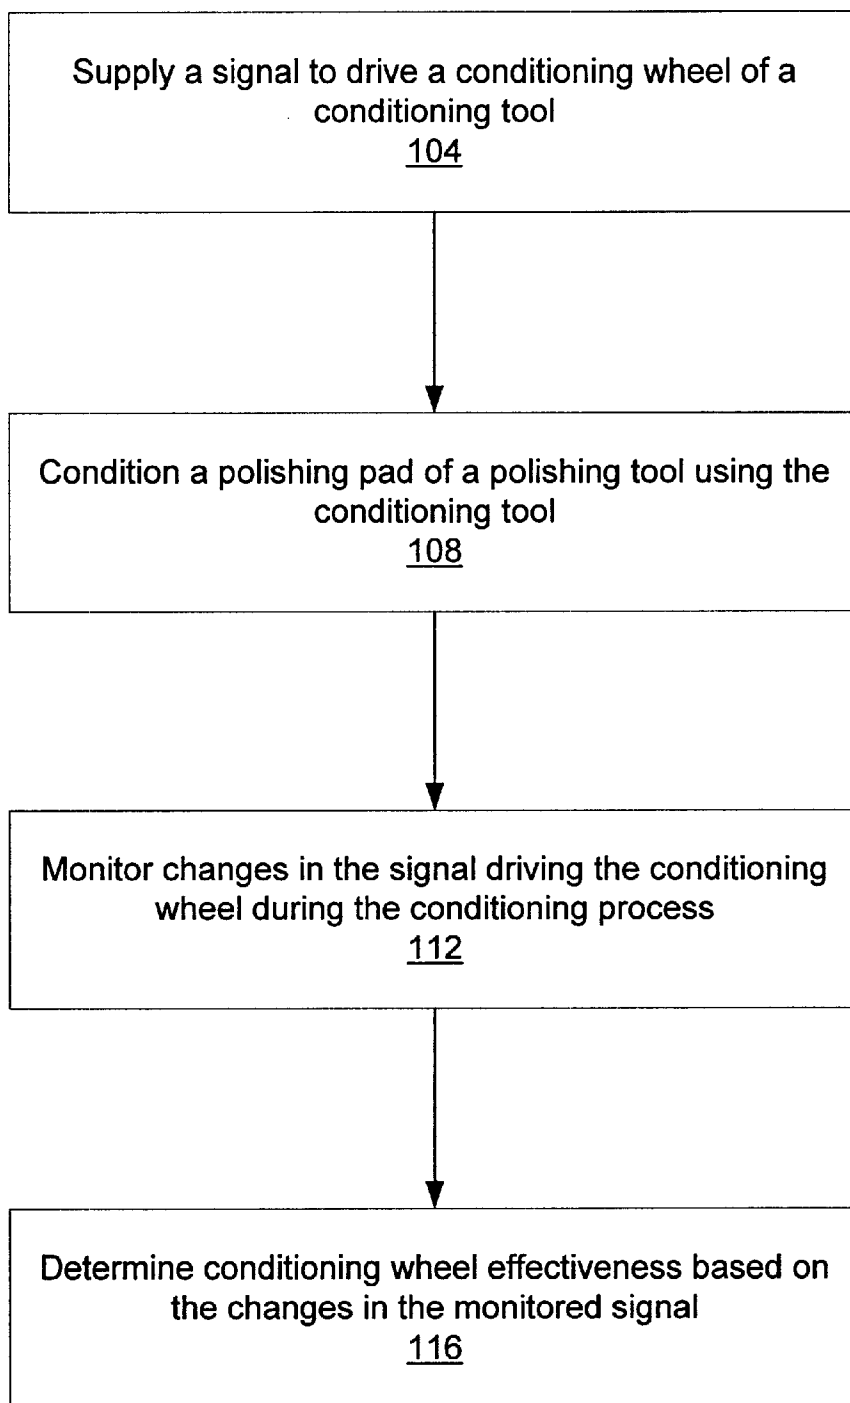 Supply a signal to drive a conditioning wheel of a
conditioning tool
104
Condition a polishing pad of a polishing tool using the
conditioning tool
108
Monitor changes in the signal driving the conditioning
wheel during the conditioning process
112
Determine conditioning wheel effectiveness based on
the changes in the monitored signal
116